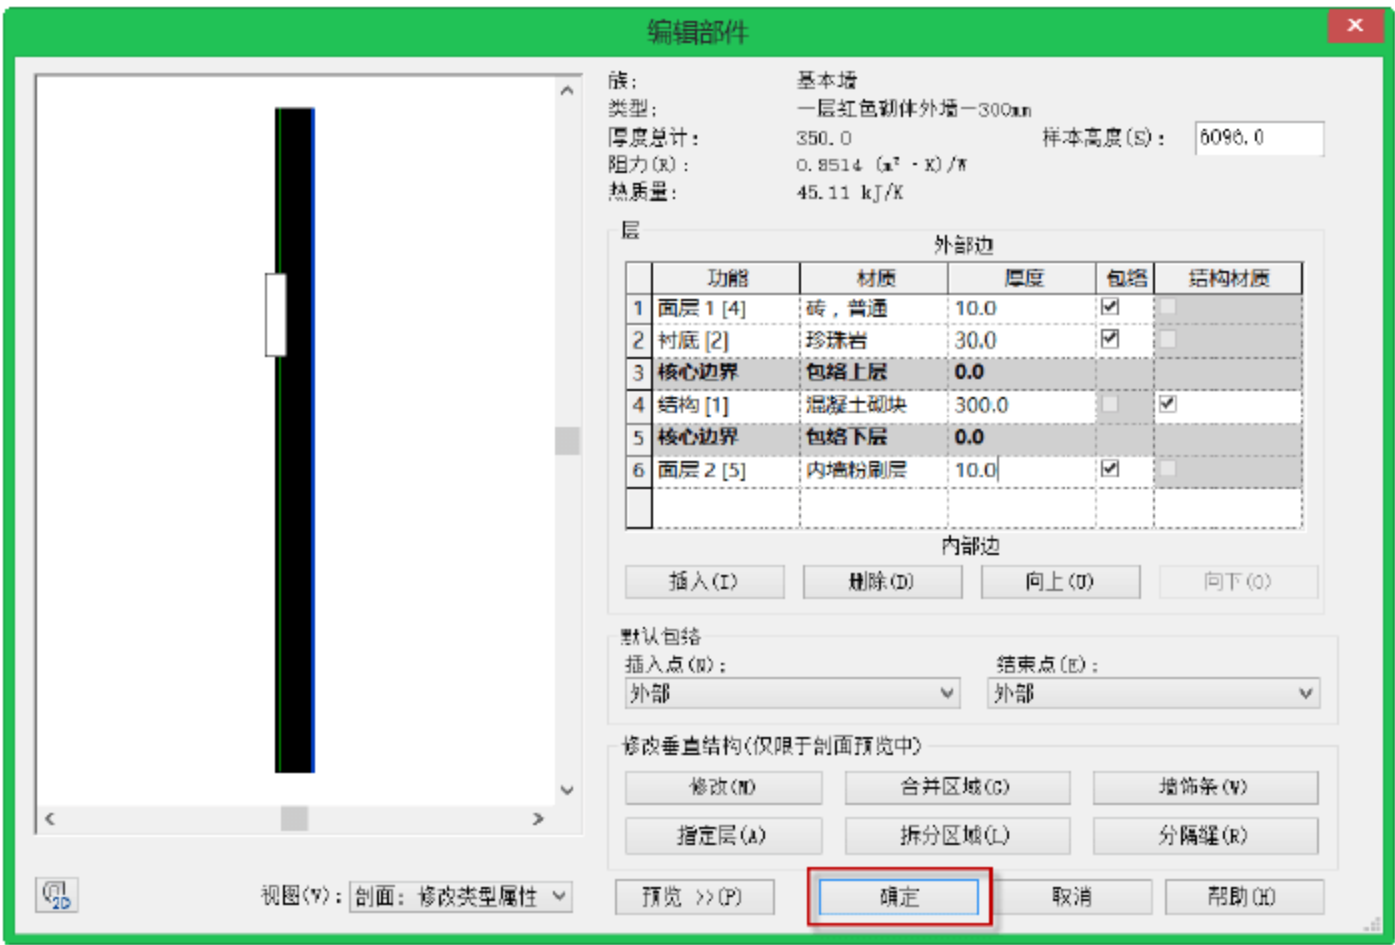 编辑部件
族: 基本墙
类型: 一层红色砌体外墙-300mm
厚度总计: 350.0 样本高度(S): 6096.0
阻力(R): 0.8514 (m²·K)/W
热质量: 45.11 kJ/K
层
外部边
功能 材质 厚度 包络 结构材质
1 面层 1 [4] 砖，普通 10.0
2 衬底 [2] 珍珠岩 30.0
3 核心边界 包络上层 0.0
4 结构 [1] 混凝土砌块 300.0
5 核心边界 包络下层 0.0
6 面层 2 [5] 内墙粉刷层 10.0
内部边
插入(I) 删除(D) 向上(U) 向下(O)
默认包络
插入点(N): 结束点(E):
外部 外部
修改垂直结构(仅限于剖面预览中)
修改(M) 合并区域(G) 墙饰条(W)
指定层(A) 拆分区域(L) 分隔缝(R)
2D 视图(V): 剖面: 修改类型属性 预览 >>(P) 确定 取消 帮助(H)